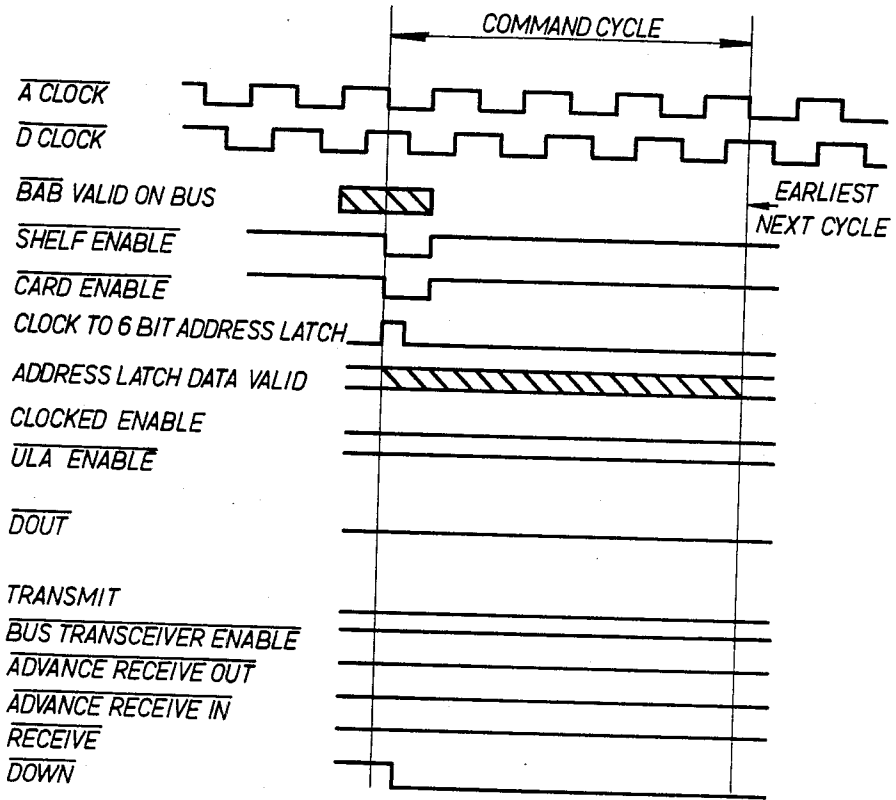 COMMAND CYCLE
A CLOCK
D CLOCK
BAB VALID ON BUS
EARLIEST
NEXT CYCLE
SHELF ENABLE
CARD ENABLE
CLOCK TO 6 BIT ADDRESS LATCH
ADDRESS LATCH DATA VALID
CLOCKED ENABLE
ULA ENABLE
DOUT
TRANSMIT
BUS TRANSCEIVER ENABLE
ADVANCE RECEIVE OUT
ADVANCE RECEIVE IN
RECEIVE
DOWN